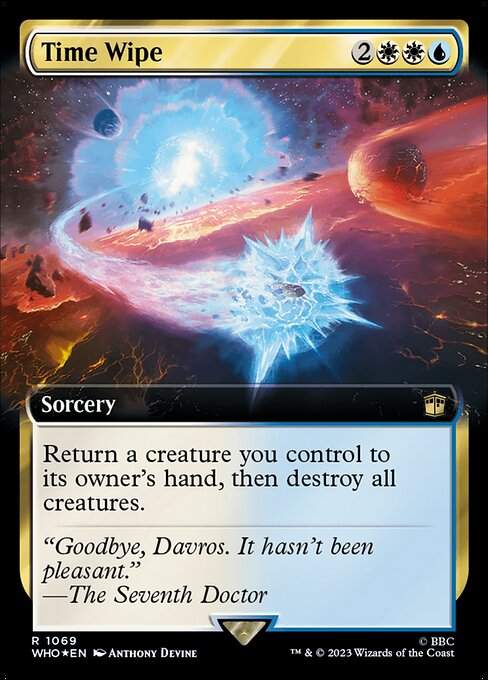 Time Wipe 2
Sorcery
Return a creature you control to
its owner's hand, then destroy all
creatures.
“Goodbye, Davros. It hasn't been
pleasant.”
—The Seventh Doctor
R 1069
© BBC
WHO★EN Anthony Devine
™ & © 2023 Wizards of the Coast